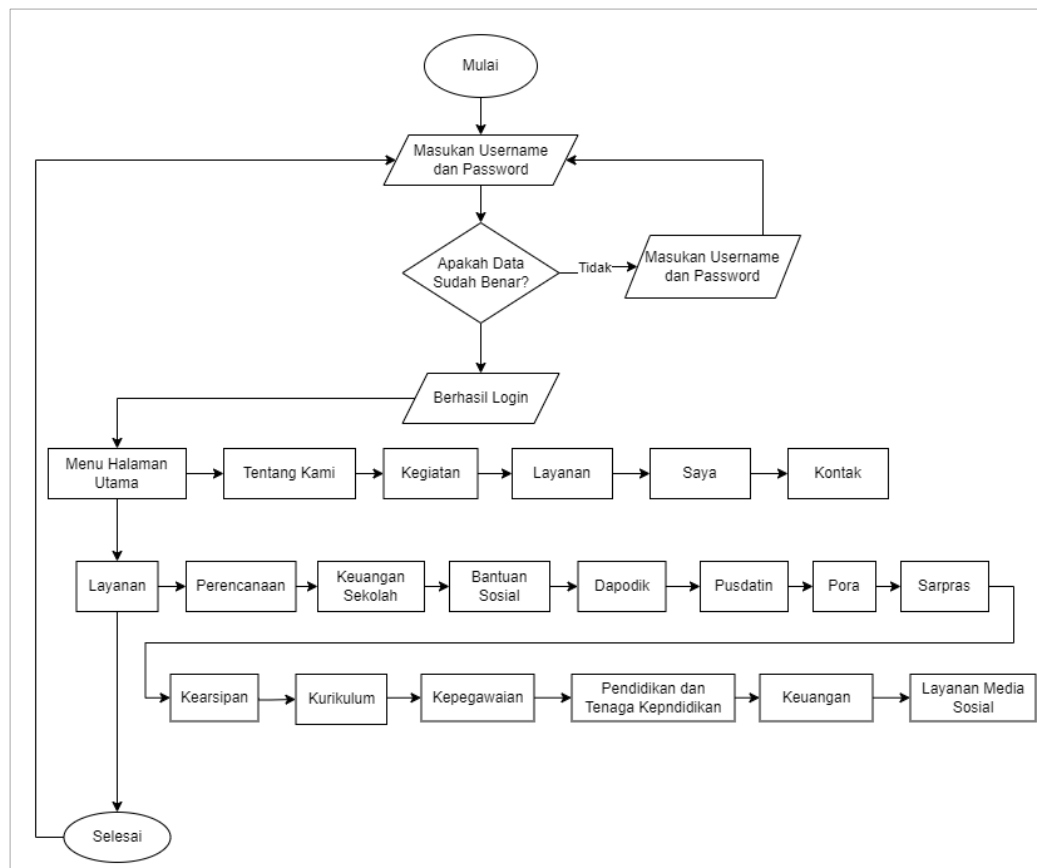 Mulai
Masukan Username
dan Password
Apakah Data
Sudah Benar?
Tidak
Masukan Username
dan Password
Berhasil Login
Menu Halaman
Utama
Tentang Kami
Kegiatan
Layanan
Saya
Kontak
Layanan
Perencanaan
Keuangan
Sekolah
Bantuan
Sosial
Dapodik
Pusdatin
Pora
Sarpras
Kearsipan
Kurikulum
Kepegawaian
Pendidikan dan
Tenaga Kepndidikan
Keuangan
Layanan Media
Sosial
Selesai